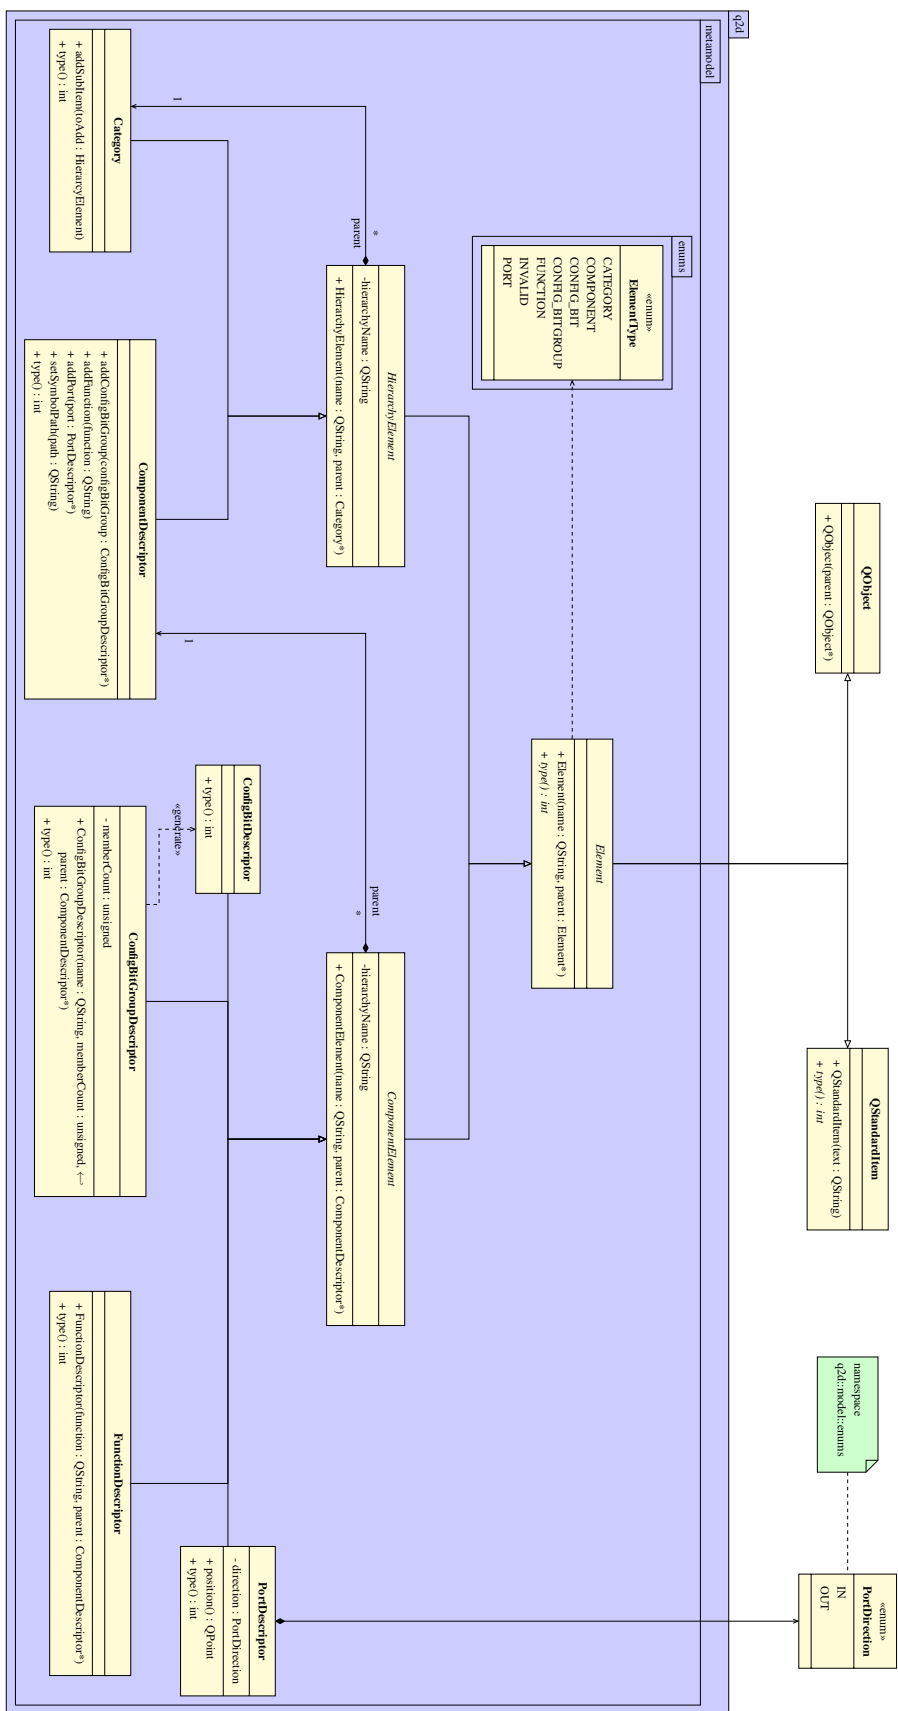 q2d
metamodel
QObject
+ QObject(parent : QObject*)
QStandardItem
+ QStandardItem(text : QString)
+ type() : int
namespace
q2d::model::enums
«enum»
PortDirection
IN
OUT
enums
«enum»
ElementType
CATEGORY
COMPONENT
CONFIG_BIT
CONFIG_BITGROUP
FUNCTION
INVALID
PORT
Element
+ Element(name : QString, parent : Element*)
+ type() : int
HierarchyElement
-hierarchyName : QString
+ HierarchyElement(name : QString, parent : Category*)
*
parent
1
ComponentElement
-hierarchyName : QString
+ ComponentElement(name : QString, parent : ComponentDescriptor*)
parent
*
1
Category
+ addSubItem(toAdd : HierarcyElement)
+ type() : int
ComponentDescriptor
+ addConfigBitGroup(configBitGroup : ConfigBitGroupDescriptor*)
+ addFunction(function : QString)
+ addPort(port : PortDescriptor*)
+ setSymbolPath(path : QString)
+ type() : int
ConfigBitDescriptor
+ type() : int
«generate»
ConfigBitGroupDescriptor
- memberCount : unsigned
+ ConfigBitGroupDescriptor(name : QString, memberCount : unsigned, ↩
parent : ComponentDescriptor*)
+ type() : int
FunctionDescriptor
+ FunctionDescriptor(function : QString, parent : ComponentDescriptor*)
+ type() : int
PortDescriptor
- direction : PortDirection
+ position() : QPoint
+ type() : int